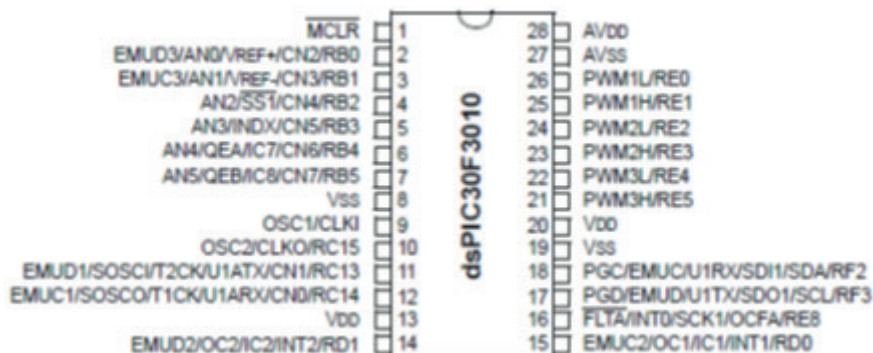 MCLR 1 28 AVDD
EMUD3/AN0/VREF+/CN2/RB0 2 27 AVSS
EMUC3/AN1/VREF-/CN3/RB1 3 26 PWM1L/RE0
AN2/SS1/CN4/RB2 4 25 PWM1H/RE1
AN3/INDX/CN5/RB3 5 24 PWM2L/RE2
AN4/QEA/IC7/CN6/RB4 6 23 PWM2H/RE3
AN5/QEB/IC8/CN7/RB5 7 22 PWM3L/RE4
VSS 8 21 PWM3H/RE5
OSC1/CLKI 9 20 VDD
OSC2/CLKO/RC15 10 19 VSS
EMUD1/SOSCI/T2CK/U1ATX/CN1/RC13 11 18 PGC/EMUC/U1RX/SDI1/SDA/RF2
EMUC1/SOSCO/T1CK/U1ARX/CN0/RC14 12 17 PGD/EMUD/U1TX/SDO1/SCL/RF3
VDD 13 16 FLTA/INT0/SCK1/OCFA/RE8
EMUD2/OC2/IC2/INT2/RD1 14 15 EMUC2/OC1/IC1/INT1/RD0
dsPIC30F3010